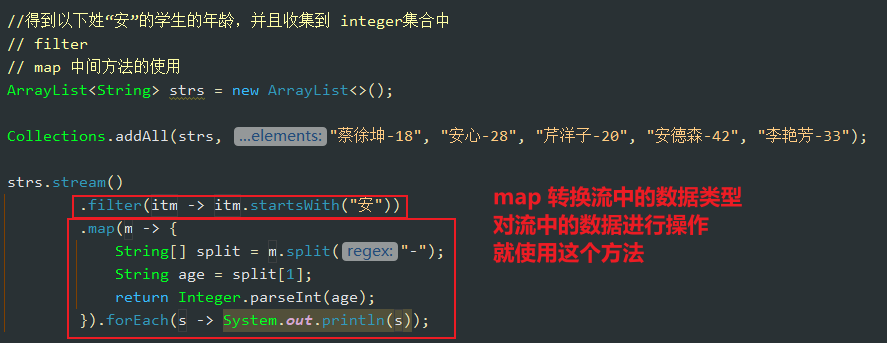 //得到以下姓“安”的学生的年龄，并且收集到 integer集合中
// filter
// map 中间方法的使用
ArrayList<String> strs = new ArrayList<>();
Collections.addAll(strs, ...elements: "蔡徐坤-18", "安心-28", "芹洋子-20", "安德森-42", "李艳芳-33");
strs.stream()
.filter(itm -> itm.startsWith("安"))
.map(m -> {
String[] split = m.split( regex: "-");
String age = split[1];
return Integer.parseInt(age);
}).forEach(s -> System.out.println(s));
map 转换流中的数据类型
对流中的数据进行操作
就使用这个方法